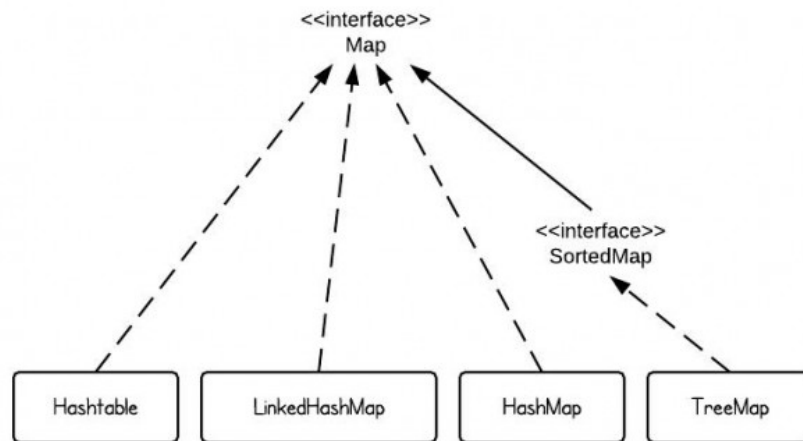 <<interface>>
Map
<<interface>>
SortedMap
Hashtable
LinkedHashMap
HashMap
TreeMap